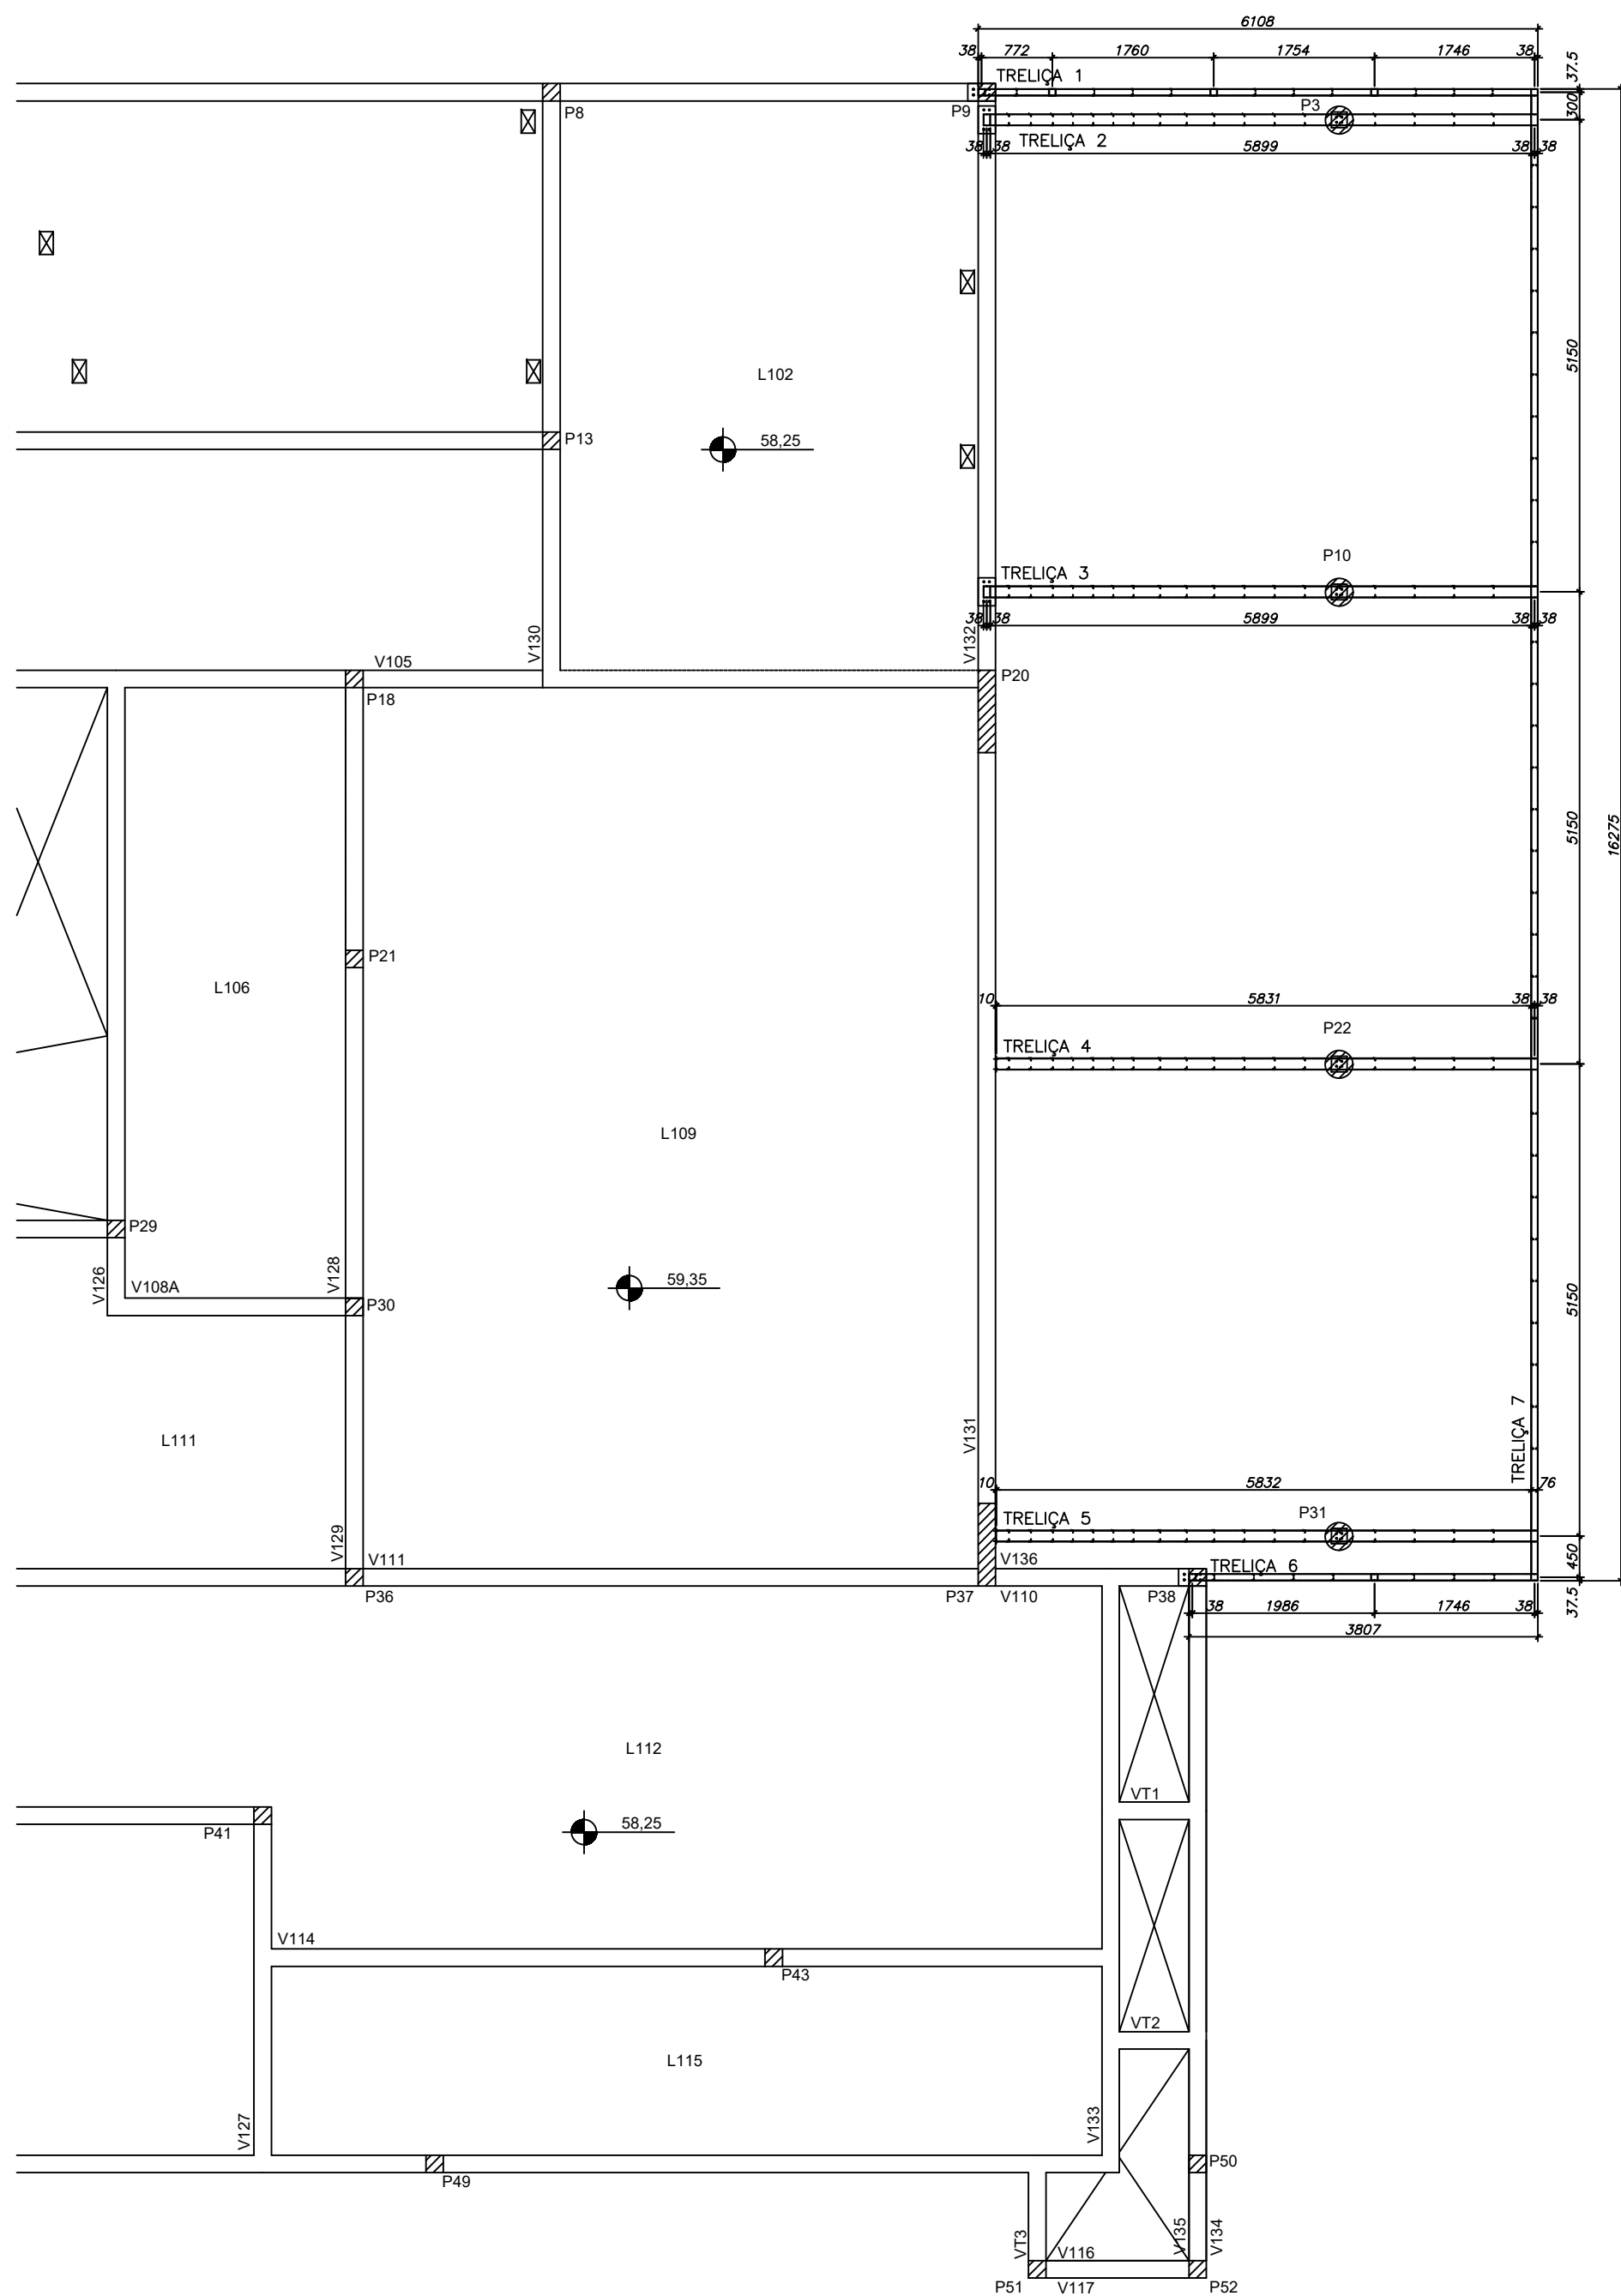 6108
38 772 1760 1754 1746 38
37.5
TRELIÇA 1
P8
P9
P3
300
TRELIÇA 2
38 38 5899 38 38
5150
L102
P13
58,25
P10
TRELIÇA 3
38 38 5899 38 38
V130
V132
V105
P18
P20
5150
16275
P21
L106
10 5831 38 38
P22
TRELIÇA 4
L109
P29
V126
V108A
V128
P30
59,35
5150
L111
V131
TRELIÇA 7
10 5832 76
P31
TRELIÇA 5
V129
V111
V136
TRELIÇA 6
450
P36
P37
V110
P38
37.5
38 1986 1746 38
3807
L112
VT1
58,25
P41
V114
P43
VT2
L115
V127
V133
P49
P50
VT3
V116
V135
V134
P51
V117
P52